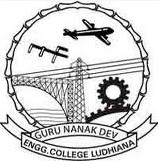 GURU NANAK DEV
ENGG. COLLEGE LUDHIANA